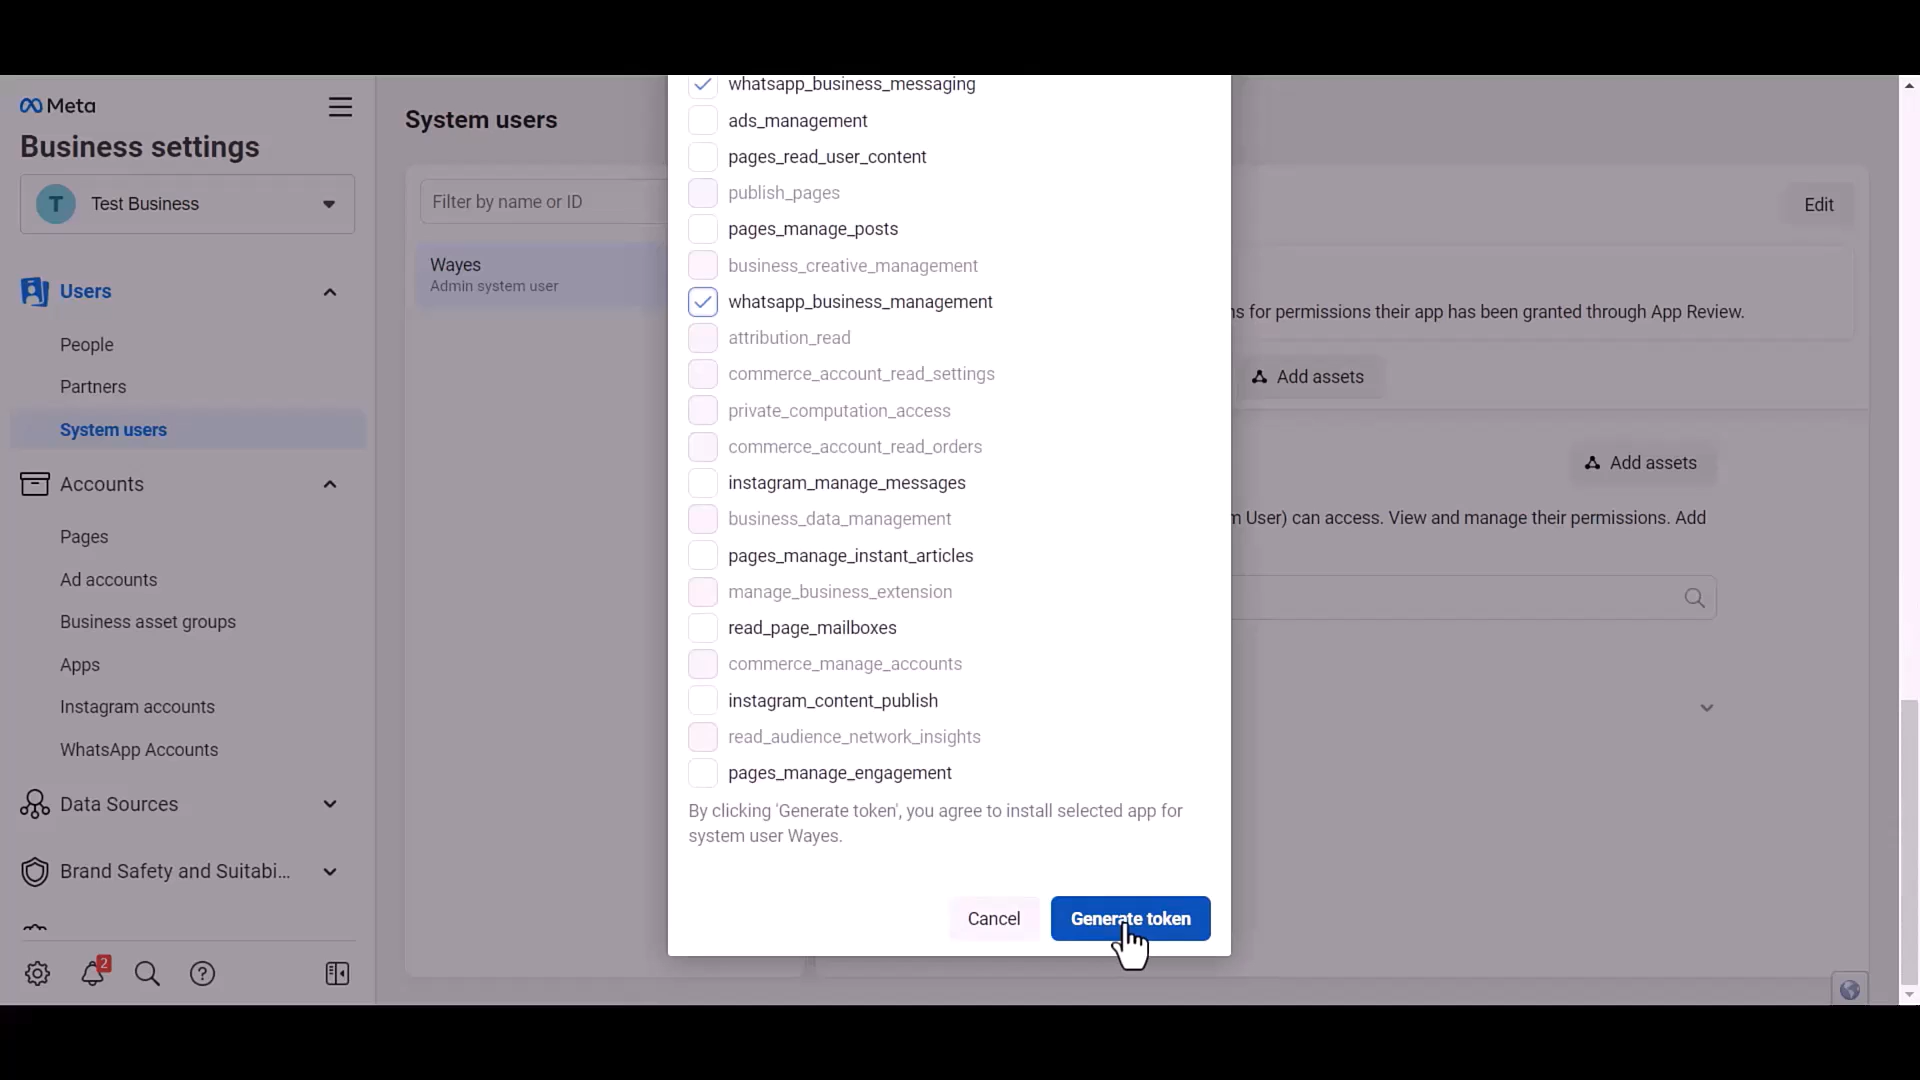 Meta
Business settings
T
Test Business
Users
People
Partners
System users
Accounts
Pages
Ad accounts
Business asset groups
Apps
Instagram accounts
WhatsApp Accounts
Data Sources
Brand Safety and Suitabi...
2
System users
Filter by name or ID
Wayes
Admin system user
whatsapp_business_messaging
ads_management
pages_read_user_content
publish_pages
pages_manage_posts
business_creative_management
whatsapp_business_management
attribution_read
commerce_account_read_settings
private_computation_access
commerce_account_read_orders
instagram_manage_messages
business_data_management
pages_manage_instant_articles
manage_business_extension
read_page_mailboxes
commerce_manage_accounts
instagram_content_publish
read_audience_network_insights
pages_manage_engagement
By clicking 'Generate token', you agree to install selected app for
system user Wayes.
Cancel
Generate token
Edit
for permissions their app has been granted through App Review.
Add assets
Add assets
User) can access. View and manage their permissions. Add